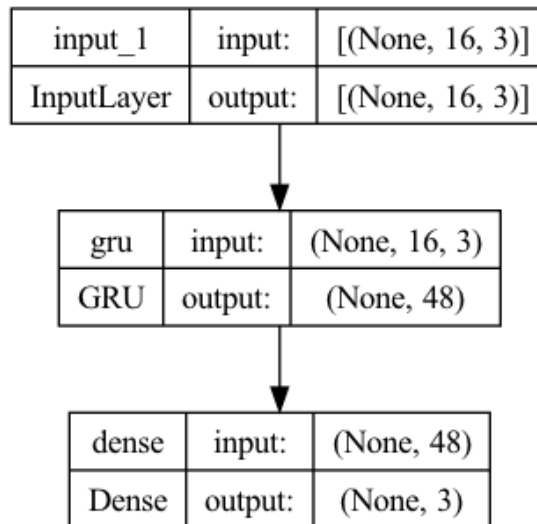 input_1 input: [(None, 16, 3)]
InputLayer output: [(None, 16, 3)]
gru input: (None, 16, 3)
GRU output: (None, 48)
dense input: (None, 48)
Dense output: (None, 3)